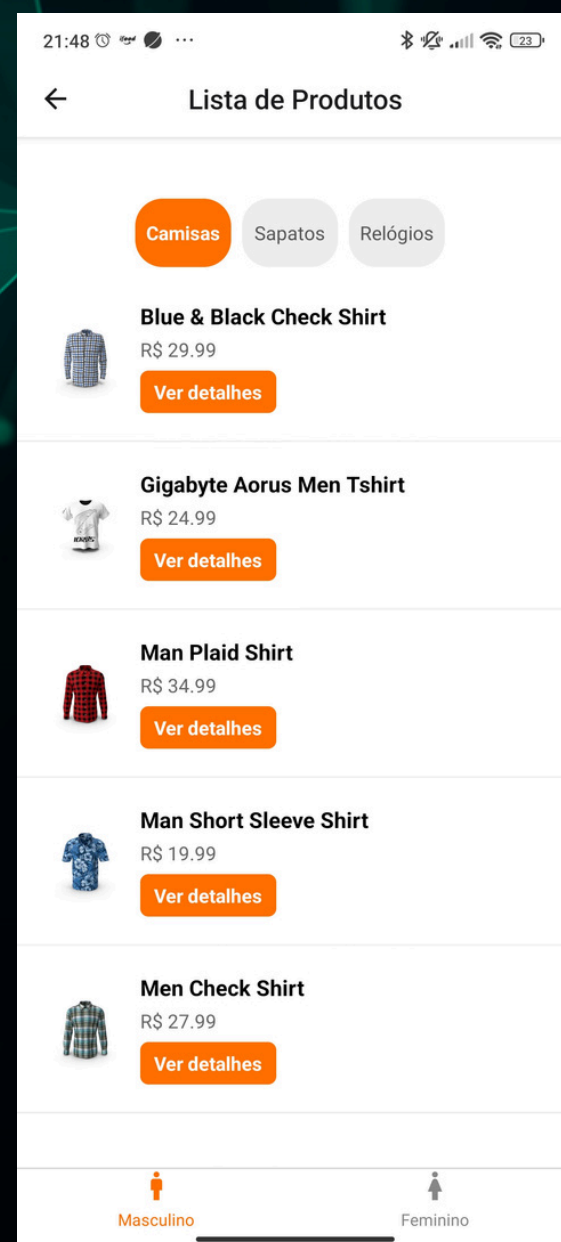 21:48
23
Lista de Produtos
Camisas Sapatos Relógios
Blue & Black Check Shirt
R$ 29.99
Ver detalhes
Gigabyte Aorus Men Tshirt
R$ 24.99
Ver detalhes
Man Plaid Shirt
R$ 34.99
Ver detalhes
Man Short Sleeve Shirt
R$ 19.99
Ver detalhes
Men Check Shirt
R$ 27.99
Ver detalhes
Masculino Feminino